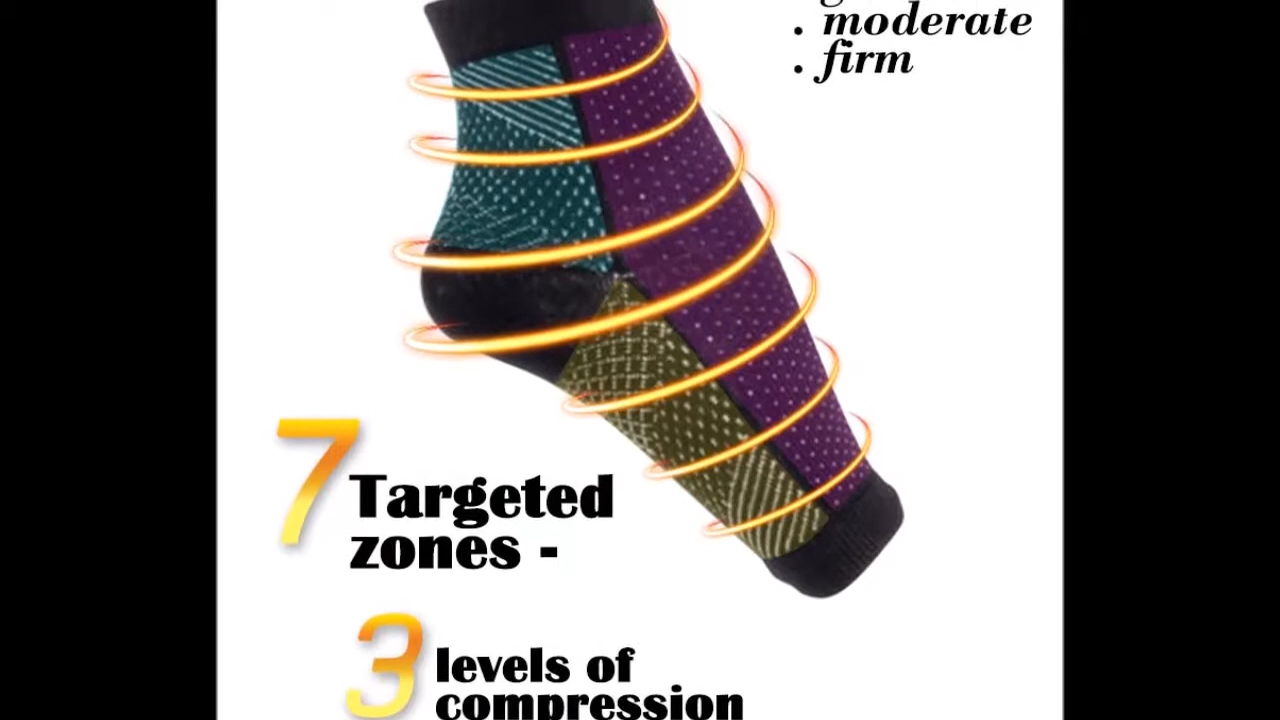 . moderate
. firm
7 Targeted
zones -
3 levels of
compression